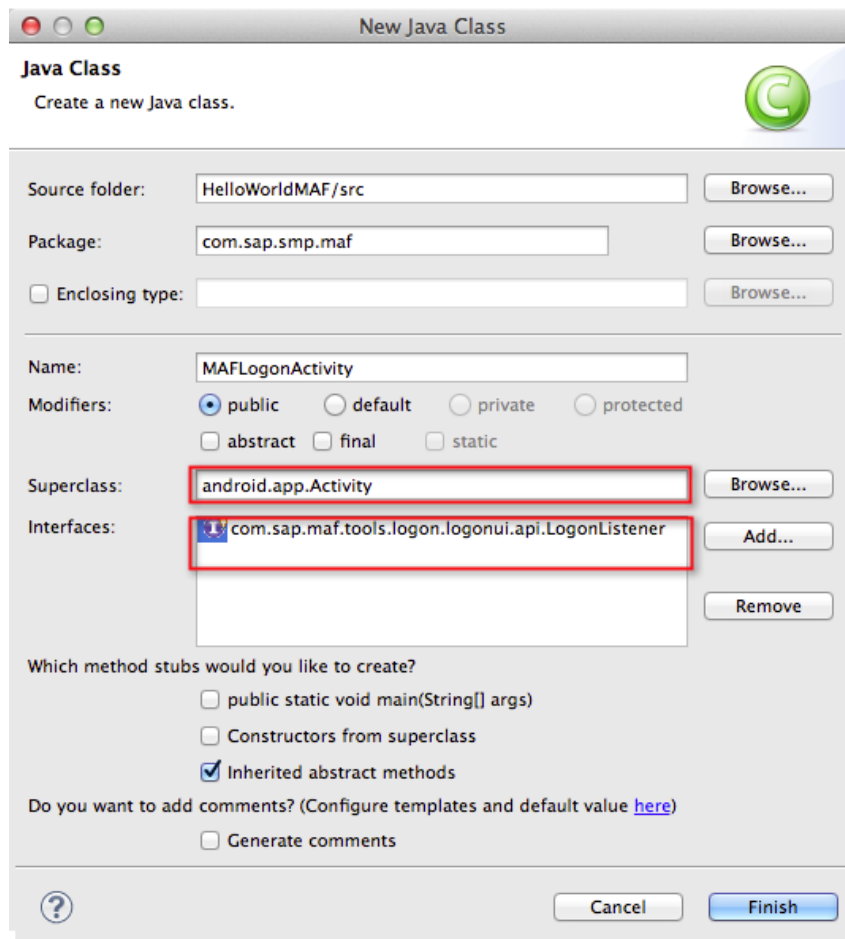 New Java Class
Java Class
Create a new Java class.
C
Source folder: HelloWorldMAF/src Browse...
Package: com.sap.smp.maf Browse...
Enclosing type: Browse...
Name: MAFLogonActivity
Modifiers: public default private protected
abstract final static
Superclass: android.app.Activity Browse...
Interfaces: com.sap.maf.tools.logon.logonui.api.LogonListener Add...
Remove
Which method stubs would you like to create?
public static void main(String[] args)
Constructors from superclass
Inherited abstract methods
Do you want to add comments? (Configure templates and default value here)
Generate comments
? Cancel Finish